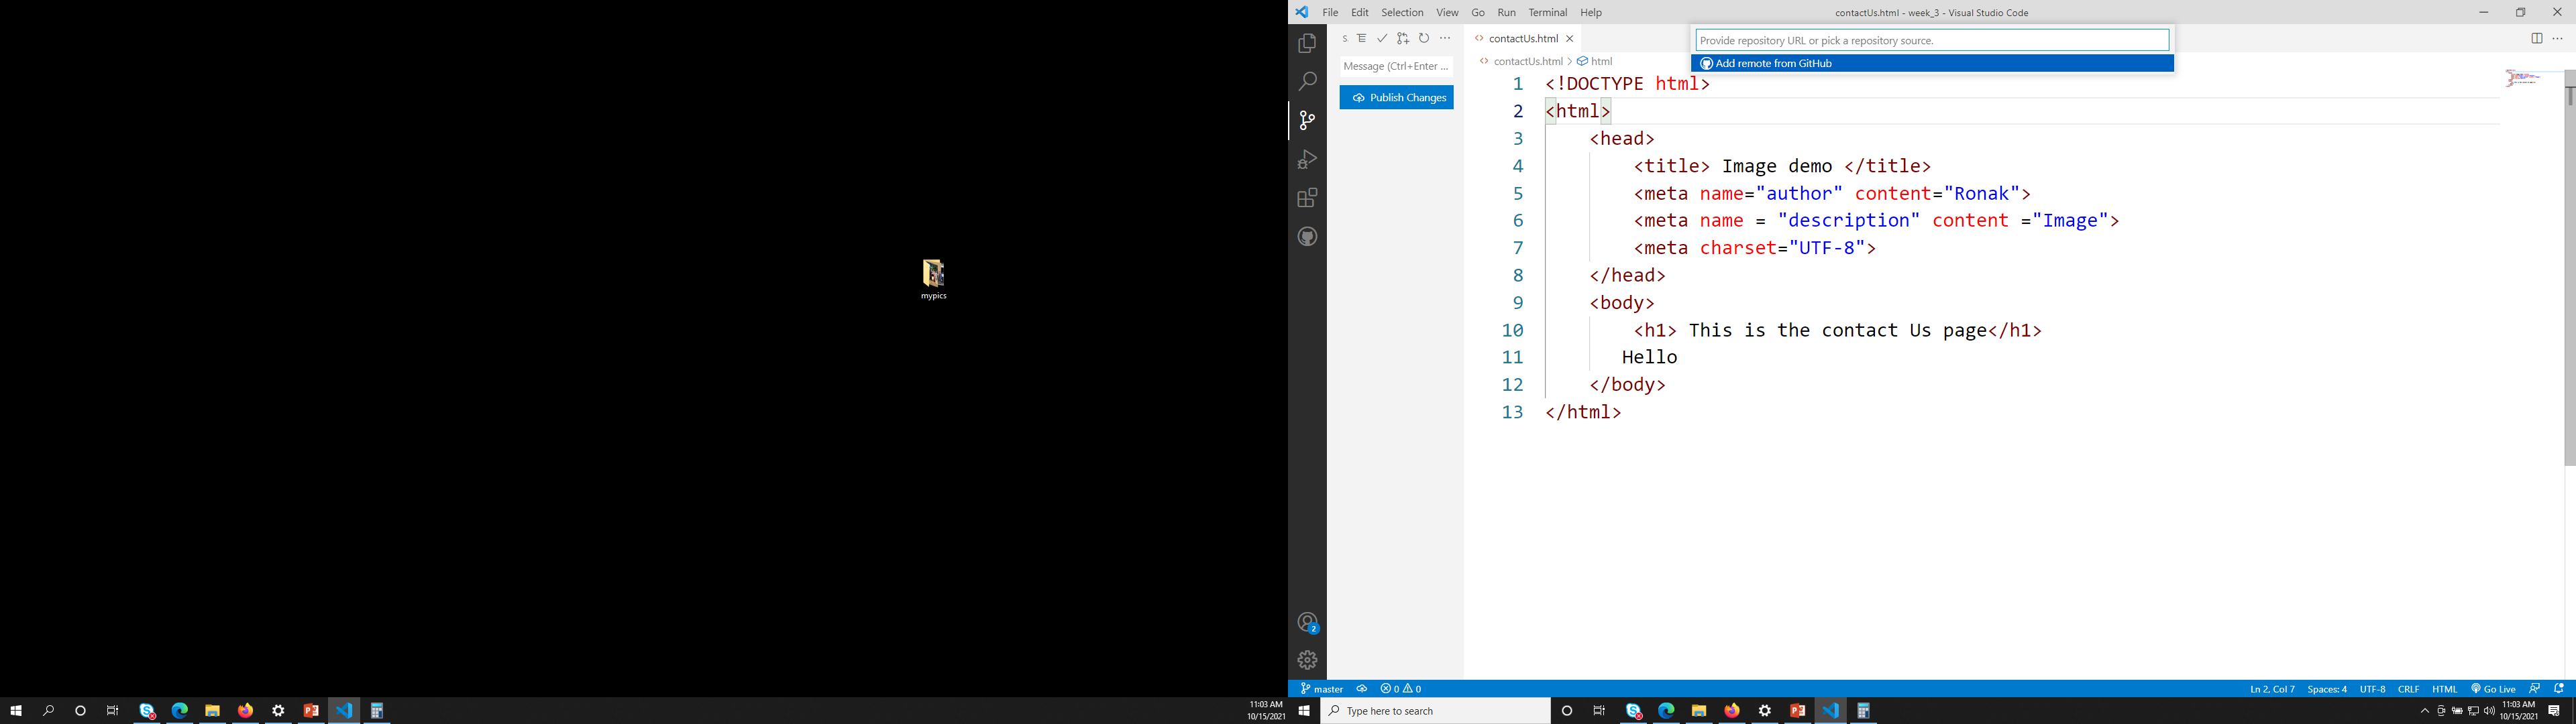 mypics
11:03 AM
10/15/2021
File Edit Selection View Go Run Terminal Help
contactUs.html - week_3 - Visual Studio Code
S
contactUs.html
Provide repository URL or pick a repository source.
Add remote from GitHub
Message (Ctrl+Enter ...
contactUs.html > html
Publish Changes
1 <!DOCTYPE html>
2 <html>
3 <head>
4 <title> Image demo </title>
5 <meta name="author" content="Ronak">
6 <meta name = "description" content ="Image">
7 <meta charset="UTF-8">
8 </head>
9 <body>
10 <h1> This is the contact Us page</h1>
11 Hello
12 </body>
13 </html>
2
master 0 0
Ln 2, Col 7 Spaces: 4 UTF-8 CRLF HTML Go Live
Type here to search
11:03 AM
10/15/2021